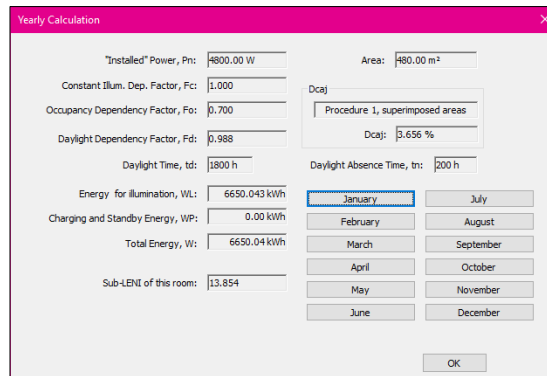 Yearly Calculation
"Installed" Power, Pn: 4800.00 W
Area: 480.00 m²
Constant Illum. Dep. Factor, Fc: 1.000
Dcaj
Occupancy Dependency Factor, Fo: 0.700
Procedure 1, superimposed areas
Daylight Dependency Factor, Fd: 0.988
Dcaj: 3.656 %
Daylight Time, td: 1800 h
Daylight Absence Time, tn: 200 h
Energy for illumination, WL: 6650.043 kWh
January July
Charging and Standby Energy, WP: 0.00 kWh
February August
Total Energy, W: 6650.04 kWh
March September
April October
Sub-LENI of this room: 13.854
May November
June December
OK